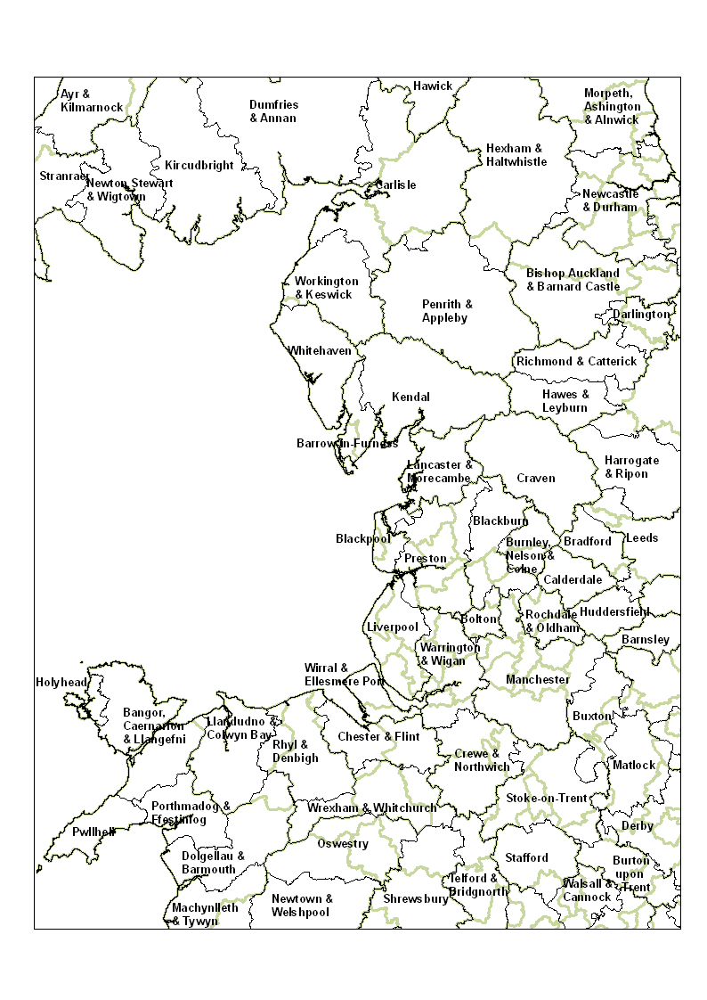 Ayr &
Kilmarnock
Dumfries
& Annan
Hawick
Morpeth,
Ashington
& Alnwick
Stranraer
Newton Stewart
& Wigtown
Kircudbright
Carlisle
Hexham &
Haltwhistle
Newcastle
& Durham
Workington
& Keswick
Penrith &
Appleby
Bishop Auckland
& Barnard Castle
Darlington
Whitehaven
Richmond & Catterick
Kendal
Hawes &
Leyburn
Barrow-in-Furness
Lancaster &
Morecambe
Craven
Harrogate
& Ripon
Blackpool
Blackburn
Preston
Burnley,
Nelson &
Colne
Bradford
Leeds
Calderdale
Liverpool
Bolton
Rochdale
& Oldham
Huddersfield
Barnsley
Warrington
& Wigan
Manchester
Wirral &
Ellesmere Port
Holyhead
Bangor,
Caernarfon
& Llangefni
Llandudno &
Colwyn Bay
Rhyl &
Denbigh
Chester & Flint
Crewe &
Northwich
Buxton
Matlock
Stoke-on-Trent
Porthmadog &
Ffestiniog
Wrexham & Whitchurch
Pwllheli
Oswestry
Derby
Dolgellau &
Barmouth
Stafford
Burton
upon
Trent
Machynlleth
& Tywyn
Newtown &
Welshpool
Shrewsbury
Telford &
Bridgnorth
Walsall &
Cannock